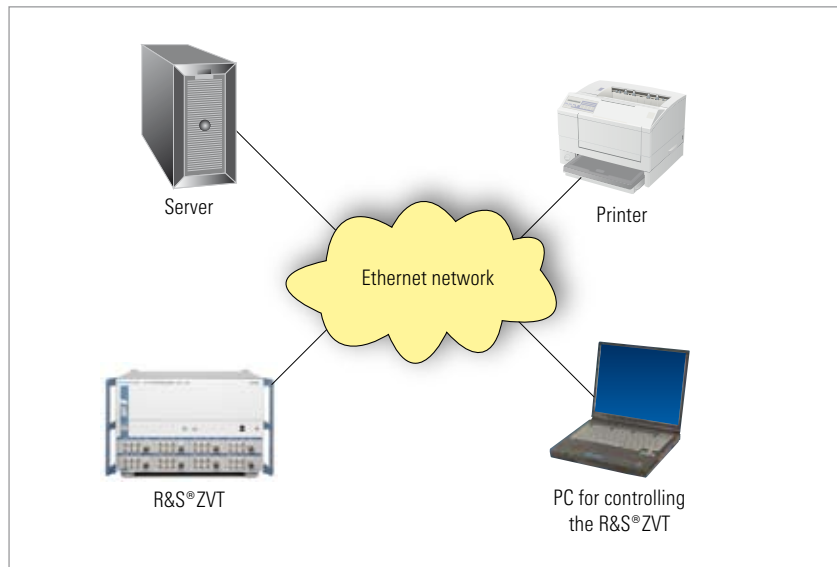 Server
Printer
Ethernet network
R&S®ZVT
PC for controlling
the R&S®ZVT